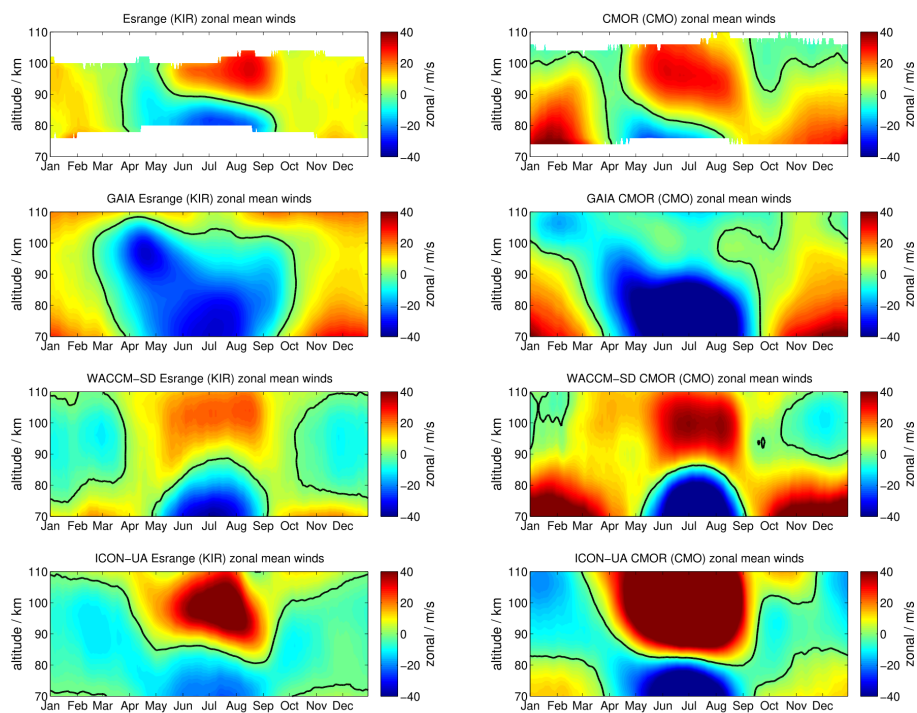 Esrange (KIR) zonal mean winds
110
100
90
80
70
altitude / km
Jan Feb Mar Apr May Jun Jul Aug Sep Oct Nov Dec
40
20
0
−20
−40
zonal / m/s
CMOR (CMO) zonal mean winds
110
100
90
80
70
altitude / km
Jan Feb Mar Apr May Jun Jul Aug Sep Oct Nov Dec
40
20
0
−20
−40
zonal / m/s
GAIA Esrange (KIR) zonal mean winds
110
100
90
80
70
altitude / km
Jan Feb Mar Apr May Jun Jul Aug Sep Oct Nov Dec
40
20
0
−20
−40
zonal / m/s
GAIA CMOR (CMO) zonal mean winds
110
100
90
80
70
altitude / km
Jan Feb Mar Apr May Jun Jul Aug Sep Oct Nov Dec
40
20
0
−20
−40
zonal / m/s
WACCM−SD Esrange (KIR) zonal mean winds
110
100
90
80
70
altitude / km
Jan Feb Mar Apr May Jun Jul Aug Sep Oct Nov Dec
40
20
0
−20
−40
zonal / m/s
WACCM−SD CMOR (CMO) zonal mean winds
110
100
90
80
70
altitude / km
Jan Feb Mar Apr May Jun Jul Aug Sep Oct Nov Dec
40
20
0
−20
−40
zonal / m/s
ICON−UA Esrange (KIR) zonal mean winds
110
100
90
80
70
altitude / km
Jan Feb Mar Apr May Jun Jul Aug Sep Oct Nov Dec
40
20
0
−20
−40
zonal / m/s
ICON−UA CMOR (CMO) zonal mean winds
110
100
90
80
70
altitude / km
Jan Feb Mar Apr May Jun Jul Aug Sep Oct Nov Dec
40
20
0
−20
−40
zonal / m/s